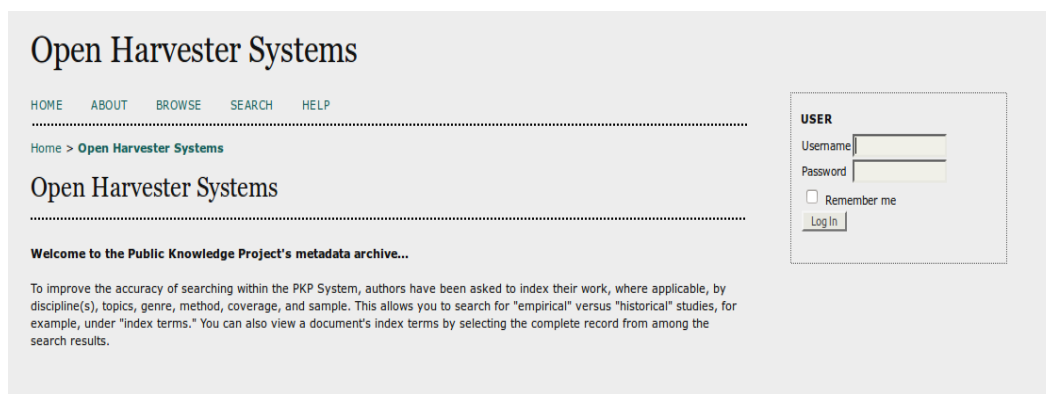 Open Harvester Systems
HOME ABOUT BROWSE SEARCH HELP
Home > Open Harvester Systems
Open Harvester Systems
Welcome to the Public Knowledge Project's metadata archive...
To improve the accuracy of searching within the PKP System, authors have been asked to index their work, where applicable, by
discipline(s), topics, genre, method, coverage, and sample. This allows you to search for "empirical" versus "historical" studies, for
example, under "index terms." You can also view a document's index terms by selecting the complete record from among the
search results.
USER
Username
Password
Remember me
Log In